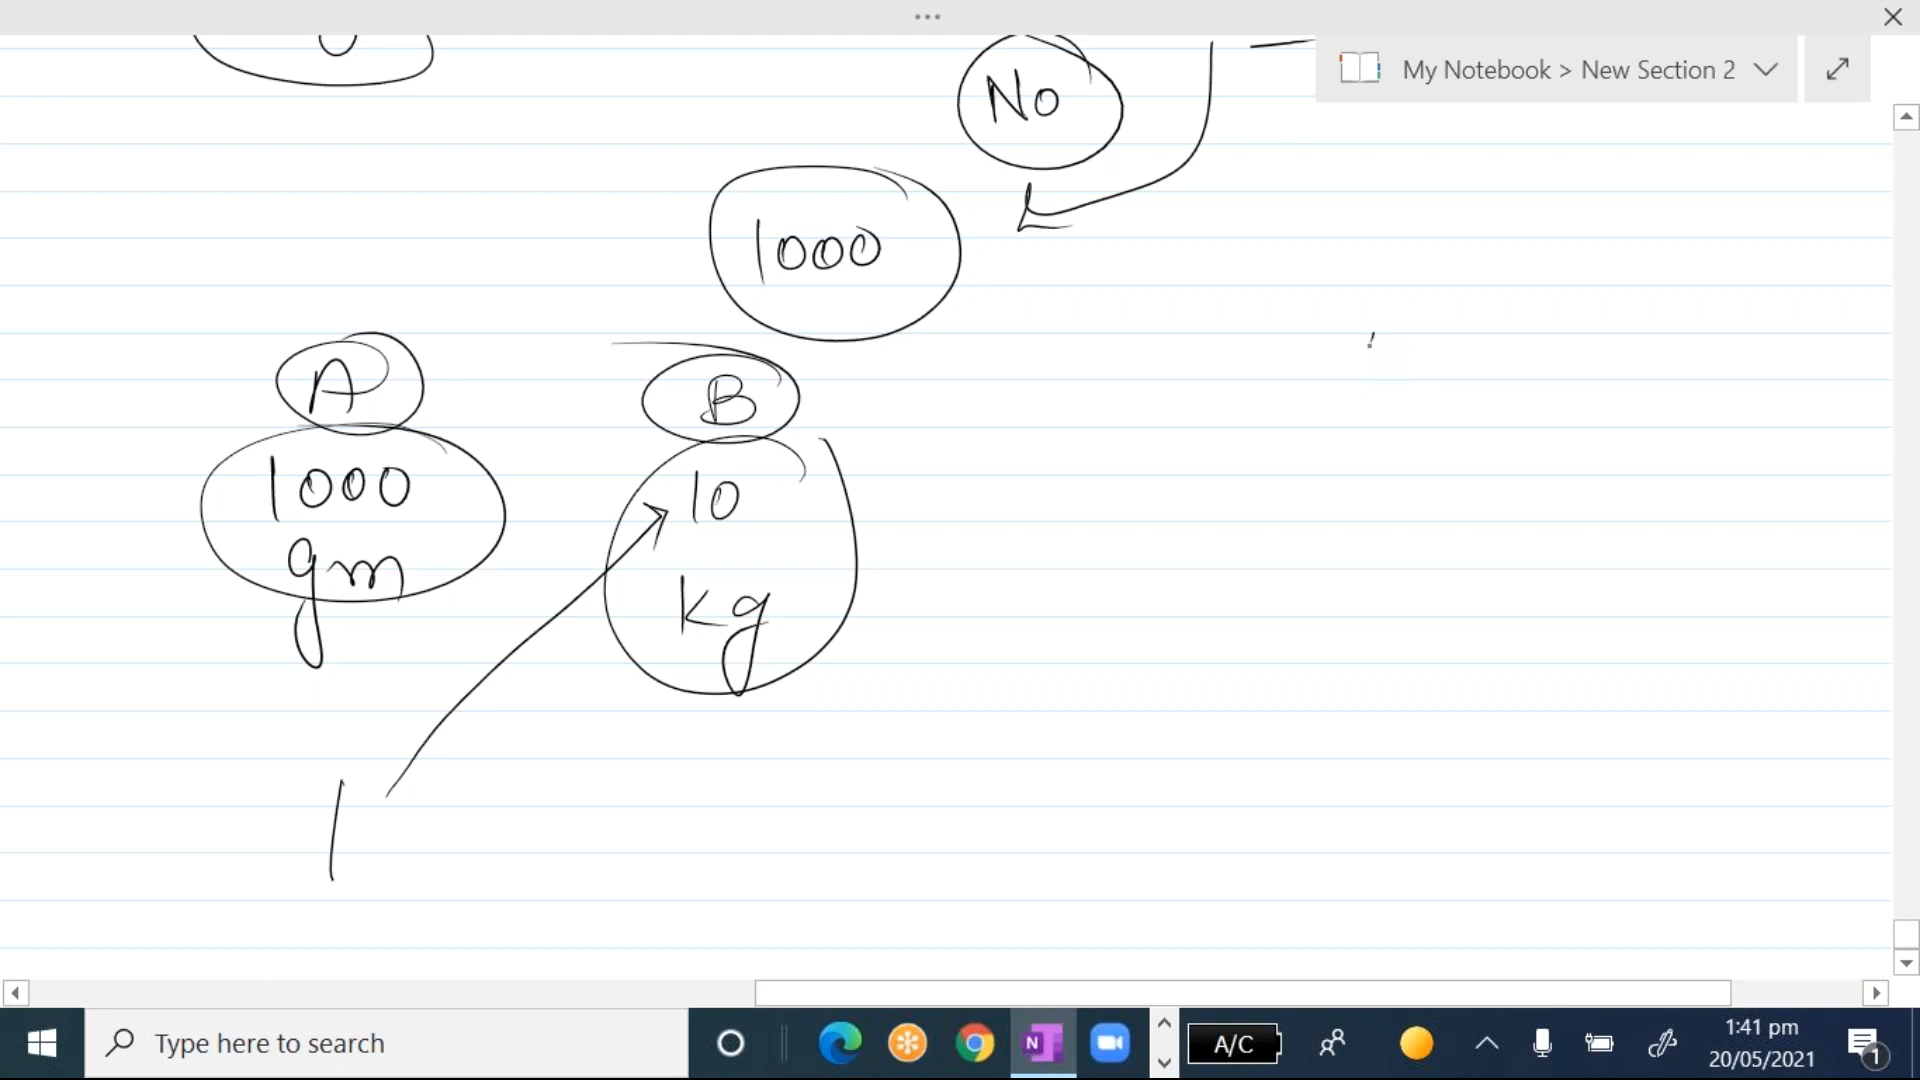 My Notebook > New Section 2
No
1000
A
B
1000
gm
10
kg
1
Type here to search
N
A/C
1:41 pm
20/05/2021
1